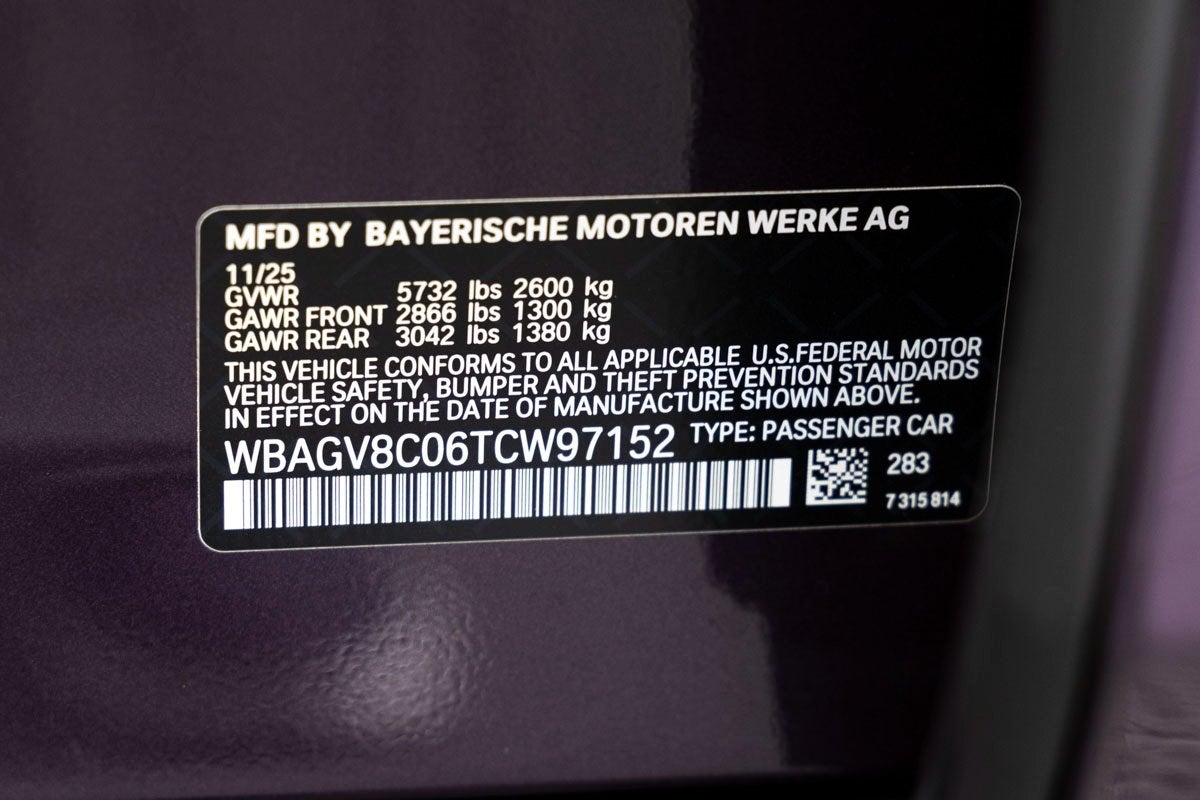 MFD BY BAYERISCHE MOTOREN WERKE AG
11/25
GVWR 5732 lbs 2600 kg
GAWR FRONT 2866 lbs 1300 kg
GAWR REAR 3042 lbs 1380 kg
THIS VEHICLE CONFORMS TO ALL APPLICABLE U.S.FEDERAL MOTOR
VEHICLE SAFETY, BUMPER AND THEFT PREVENTION STANDARDS
IN EFFECT ON THE DATE OF MANUFACTURE SHOWN ABOVE.
WBAGV8C06TCW97152 TYPE: PASSENGER CAR
283
7 315 814